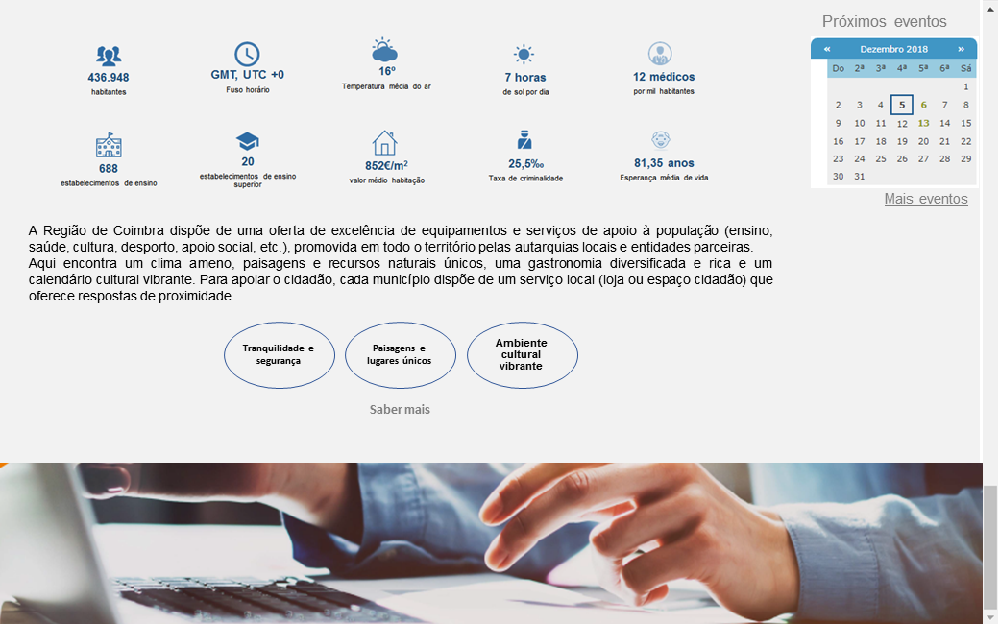 436.948
habitantes
GMT, UTC +0
Fuso horário
16º
Temperatura média do ar
7 horas
de sol por dia
12 médicos
por mil habitantes
688
estabelecimentos de ensino
20
estabelecimentos de ensino
superior
852€/m²
valor médio habitação
25,5‰
Taxa de criminalidade
81,35 anos
Esperança média de vida
Próximos eventos
« Dezembro 2018 »
Do 2ª 3ª 4ª 5ª 6ª Sá
1
2 3 4 5 6 7 8
9 10 11 12 13 14 15
16 17 18 19 20 21 22
23 24 25 26 27 28 29
30 31
Mais eventos
A Região de Coimbra dispõe de uma oferta de excelência de equipamentos e serviços de apoio à população (ensino,
saúde, cultura, desporto, apoio social, etc.), promovida em todo o território pelas autarquias locais e entidades parceiras.
Aqui encontra um clima ameno, paisagens e recursos naturais únicos, uma gastronomia diversificada e rica e um
calendário cultural vibrante. Para apoiar o cidadão, cada município dispõe de um serviço local (loja ou espaço cidadão) que
oferece respostas de proximidade.
Tranquilidade e
segurança
Paisagens e
lugares únicos
Ambiente
cultural
vibrante
Saber mais